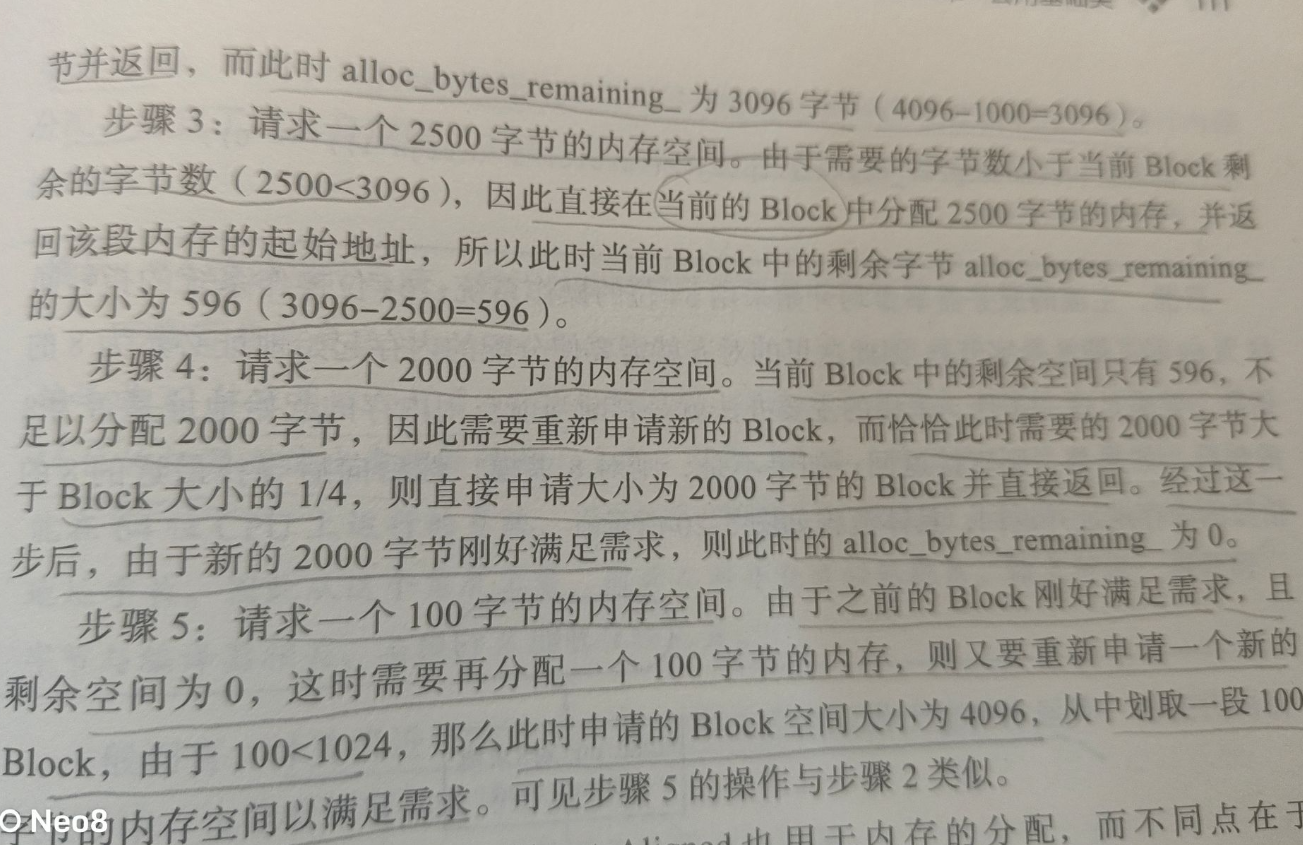 111
节并返回，而此时 alloc_bytes_remaining_ 为 3096 字节（4096−1000=3096）。
步骤 3：请求一个 2500 字节的内存空间。由于需要的字节数小于当前 Block 剩
余的字节数（2500<3096），因此直接在当前的 Block 中分配 2500 字节的内存，并返
回该段内存的起始地址，所以此时当前 Block 中的剩余字节 alloc_bytes_remaining_
的大小为 596（3096−2500=596）。
步骤 4：请求一个 2000 字节的内存空间。当前 Block 中的剩余空间只有 596，不
足以分配 2000 字节，因此需要重新申请新的 Block，而恰恰此时需要的 2000 字节大
于 Block 大小的 1/4，则直接申请大小为 2000 字节的 Block 并直接返回。经过这一
步后，由于新的 2000 字节刚好满足需求，则此时的 alloc_bytes_remaining_ 为 0。
步骤 5：请求一个 100 字节的内存空间。由于之前的 Block 刚好满足需求，且
剩余空间为 0，这时需要再分配一个 100 字节的内存，则又要重新申请一个新的
Block，由于 100<1024，那么此时申请的 Block 空间大小为 4096，从中划取一段 100
字节的内存空间以满足需求。可见步骤 5 的操作与步骤 2 类似。
Aligned 也用于内存的分配，而不同点在于
Neo8